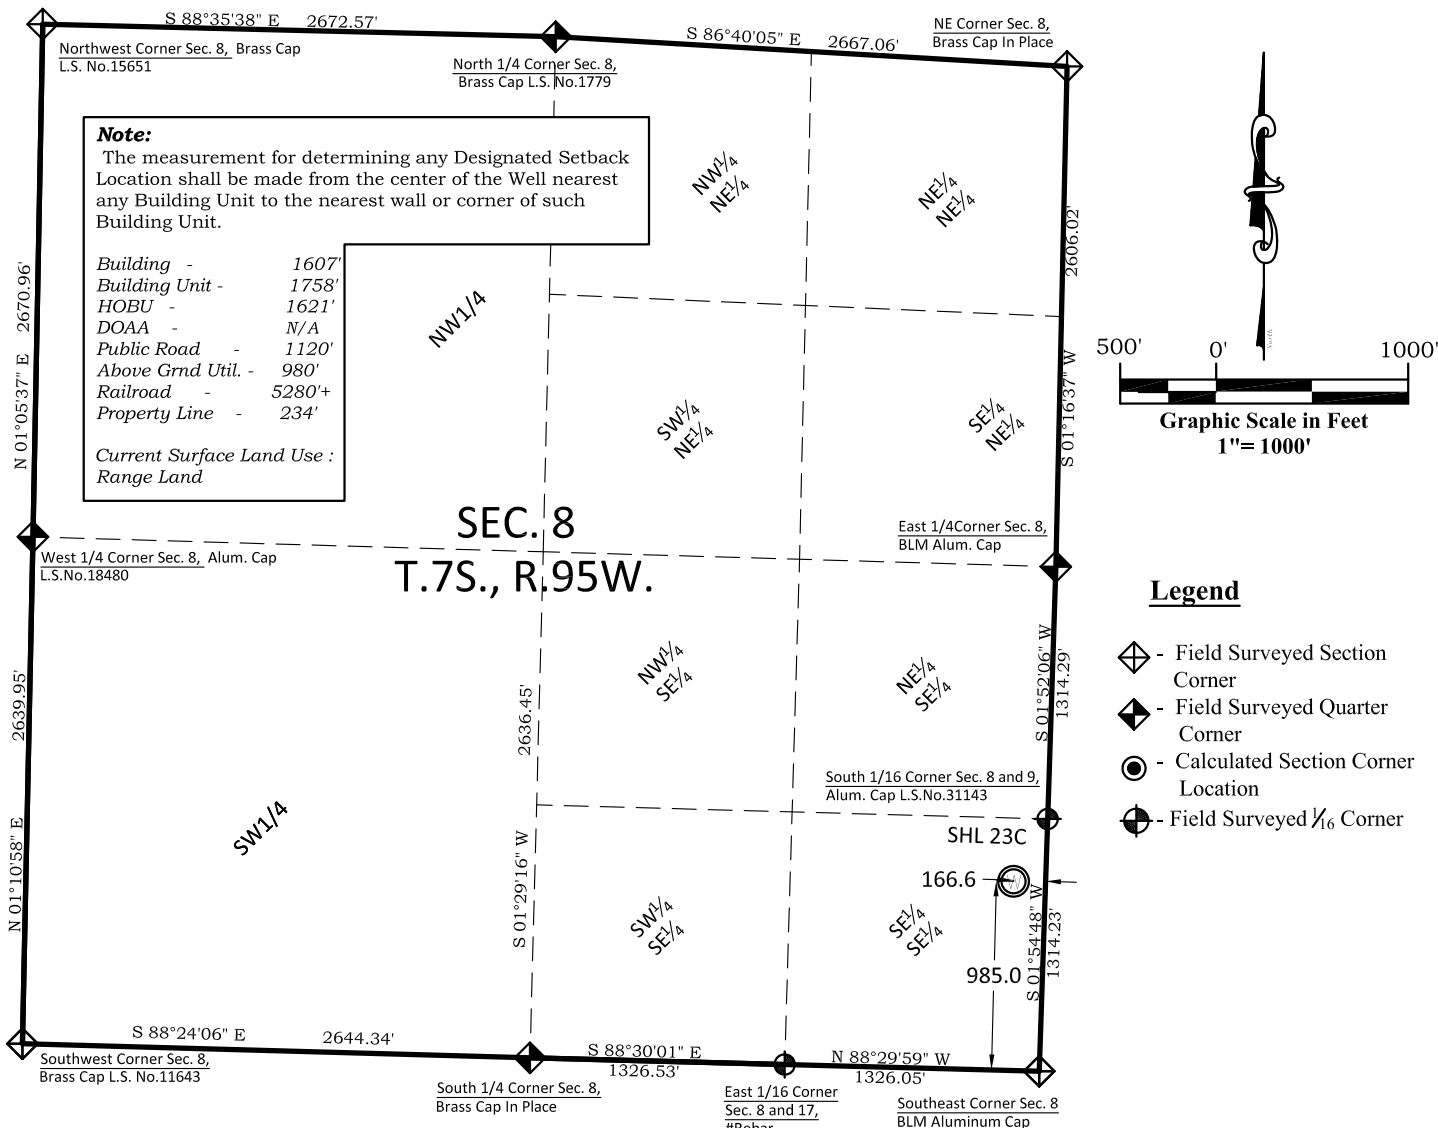 S 88°35'38" E 2672.57'
S 86°40'05" E 2667.06'
NE Corner Sec. 8,
Brass Cap In Place
Northwest Corner Sec. 8, Brass Cap
L.S. No.15651
North 1/4 Corner Sec. 8,
Brass Cap L.S. No.1779
Note:
The measurement for determining any Designated Setback
Location shall be made from the center of the Well nearest
any Building Unit to the nearest wall or corner of such
Building Unit.
Building - 1607'
Building Unit - 1758'
HOBU - 1621'
DOAA - N/A
Public Road - 1120'
Above Grnd Util. - 980'
Railroad - 5280'+
Property Line - 234'
Current Surface Land Use :
Range Land
NW1/4
NE1/4
NE1/4
NE1/4
NW1/4
SW1/4
NE1/4
SE1/4
NE1/4
N 01°05'37" E 2670.96'
2606.02'
S 01°16'37" W
North
500' 0' 1000'
Graphic Scale in Feet
1"= 1000'
SEC. 8
T.7S., R.95W.
East 1/4Corner Sec. 8,
BLM Alum. Cap
West 1/4 Corner Sec. 8, Alum. Cap
L.S.No.18480
Legend
- Field Surveyed Section
Corner
- Field Surveyed Quarter
Corner
- Calculated Section Corner
Location
- Field Surveyed 1/16 Corner
NW1/4
SE1/4
NE1/4
SE1/4
S 01°52'06" W
1314.29'
2639.95'
N 01°10'58" E
2636.45'
S 01°29'16" W
South 1/16 Corner Sec. 8 and 9,
Alum. Cap L.S.No.31143
SHL 23C
166.6
SW1/4
SW1/4
SE1/4
SE1/4
SE1/4
985.0
S 01°54'48" W
1314.23'
S 88°24'06" E 2644.34'
S 88°30'01" E
1326.53'
N 88°29'59" W
1326.05'
Southwest Corner Sec. 8,
Brass Cap L.S. No.11643
South 1/4 Corner Sec. 8,
Brass Cap In Place
East 1/16 Corner
Sec. 8 and 17,
#Rebar
Southeast Corner Sec. 8
BLM Aluminum Cap